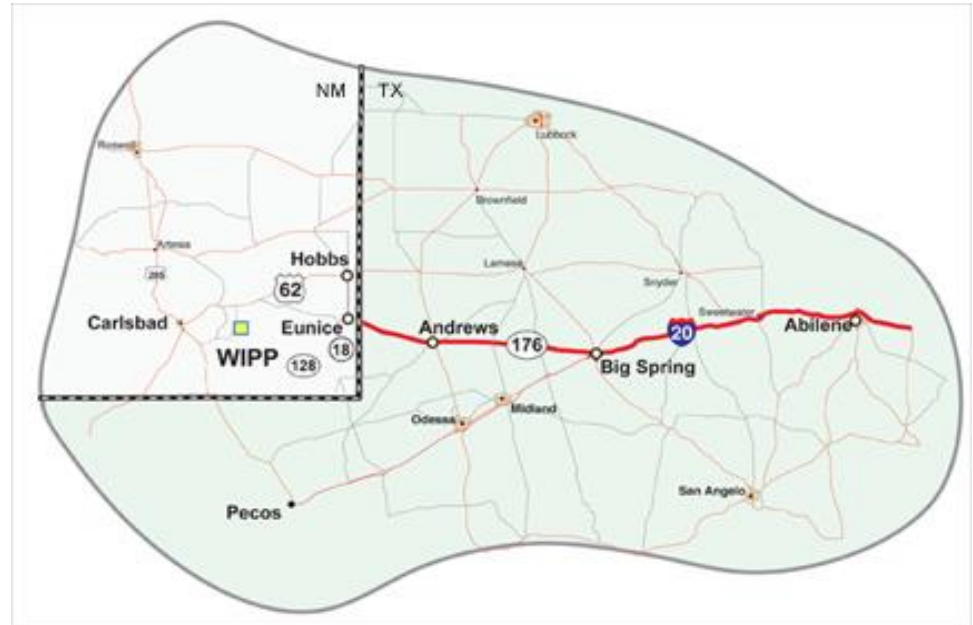 NM
TX
Lubbock
Roswell
Brownfield
Artesia
Hobbs
Lamesa
285
62
Snyder
Carlsbad
Eunice
Andrews
Sweetwater
Abilene
WIPP
18
176
20
128
Big Spring
Midland
Odessa
San Angelo
Pecos